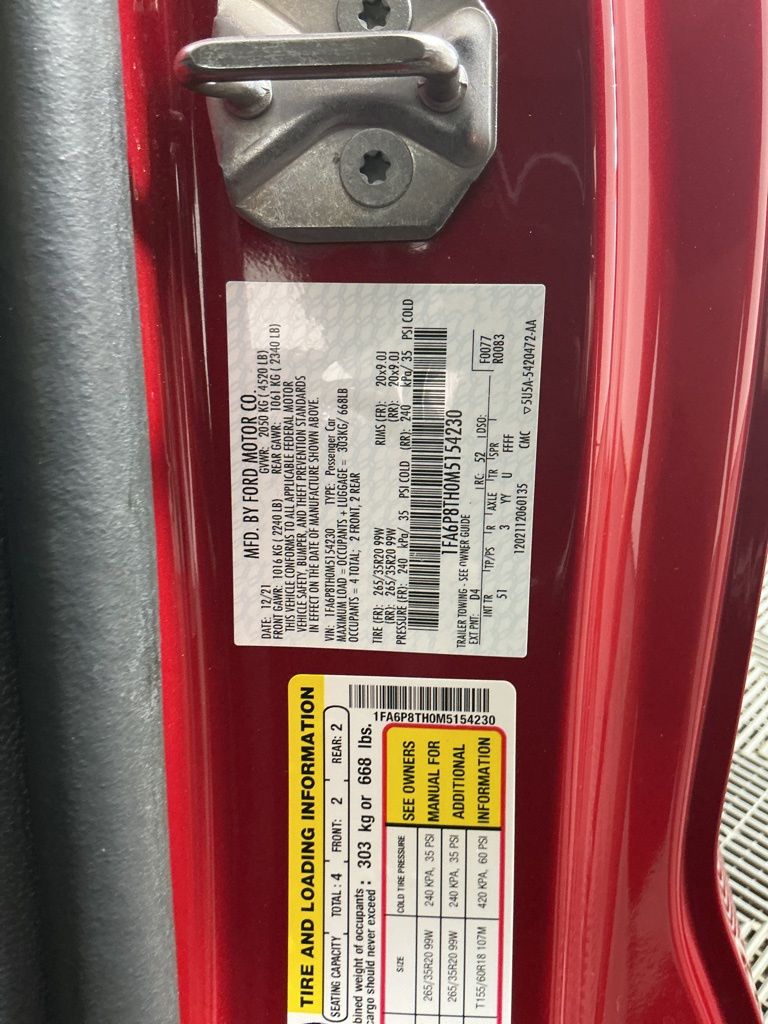 MFD. BY FORD MOTOR CO.
DATE: 12/21 GVWR: 2050 KG (4520 LB)
FRONT GAWR: 1016 KG (2240 LB) REAR GAWR: 1061 KG (2340 LB)
THIS VEHICLE CONFORMS TO ALL APPLICABLE FEDERAL MOTOR
VEHICLE SAFETY, BUMPER, AND THEFT PREVENTION STANDARDS
IN EFFECT ON THE DATE OF MANUFACTURE SHOWN ABOVE.
VIN: 1FA6P8TH0M5154230 TYPE: Passenger Car
MAXIMUM LOAD = OCCUPANTS + LUGGAGE = 303KG/ 668LB
OCCUPANTS = 4 TOTAL; 2 FRONT, 2 REAR
TIRE (FR): 265/35R20 99W RIMS (FR): 20x9.0J
(RR): 265/35R20 99W (RR): 20x9.0J
PRESSURE (FR): 240 kPa/ 35 PSI COLD (RR): 240 kPa/ 35 PSI COLD
1FA6P8TH0M5154230
TRAILER TOWING - SEE OWNER GUIDE
EXT PNT: D4 RC: 52 DSO: F0077
R0083
INT TR TP/PS R AXLE TR SPR
51 3 YY U FFFF
1202112060135 CMC ▽5U5A-5420472-AA
TIRE AND LOADING INFORMATION
SEATING CAPACITY TOTAL : 4 FRONT: 2 REAR: 2
bined weight of occupants
cargo should never exceed : 303 kg or 668 lbs.
1FA6P8TH0M5154230
SIZE COLD TIRE PRESSURE SEE OWNERS
265/35R20 99W 240 KPA, 35 PSI MANUAL FOR
265/35R20 99W 240 KPA, 35 PSI ADDITIONAL
T155/60R18 107M 420 KPA, 60 PSI INFORMATION